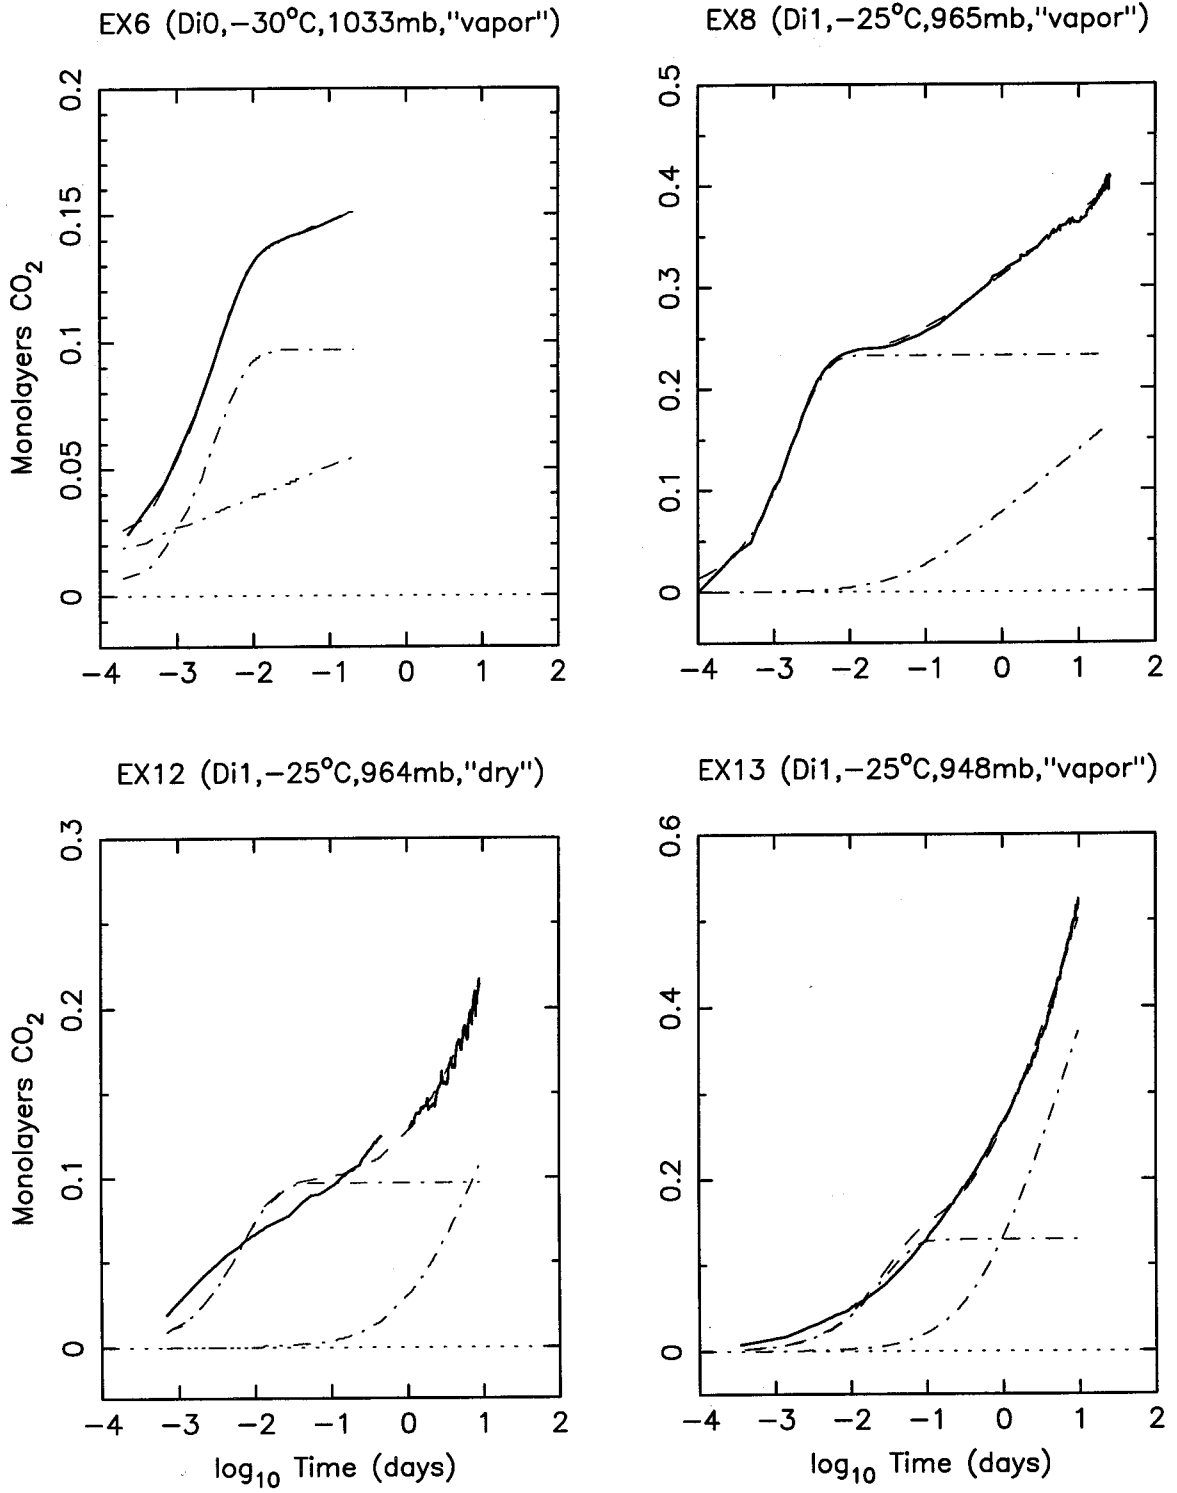 EX6 (Di0,−30°C,1033mb,"vapor")
EX8 (Di1,−25°C,965mb,"vapor")
Monolayers CO2
0.2
0.15
0.1
0.05
0
−4 −3 −2 −1 0 1 2
0.5
0.4
0.3
0.2
0.1
0
−4 −3 −2 −1 0 1 2
EX12 (Di1,−25°C,964mb,"dry")
EX13 (Di1,−25°C,948mb,"vapor")
Monolayers CO2
0.3
0.2
0.1
0
−4 −3 −2 −1 0 1 2
log10 Time (days)
0.6
0.4
0.2
0
−4 −3 −2 −1 0 1 2
log10 Time (days)